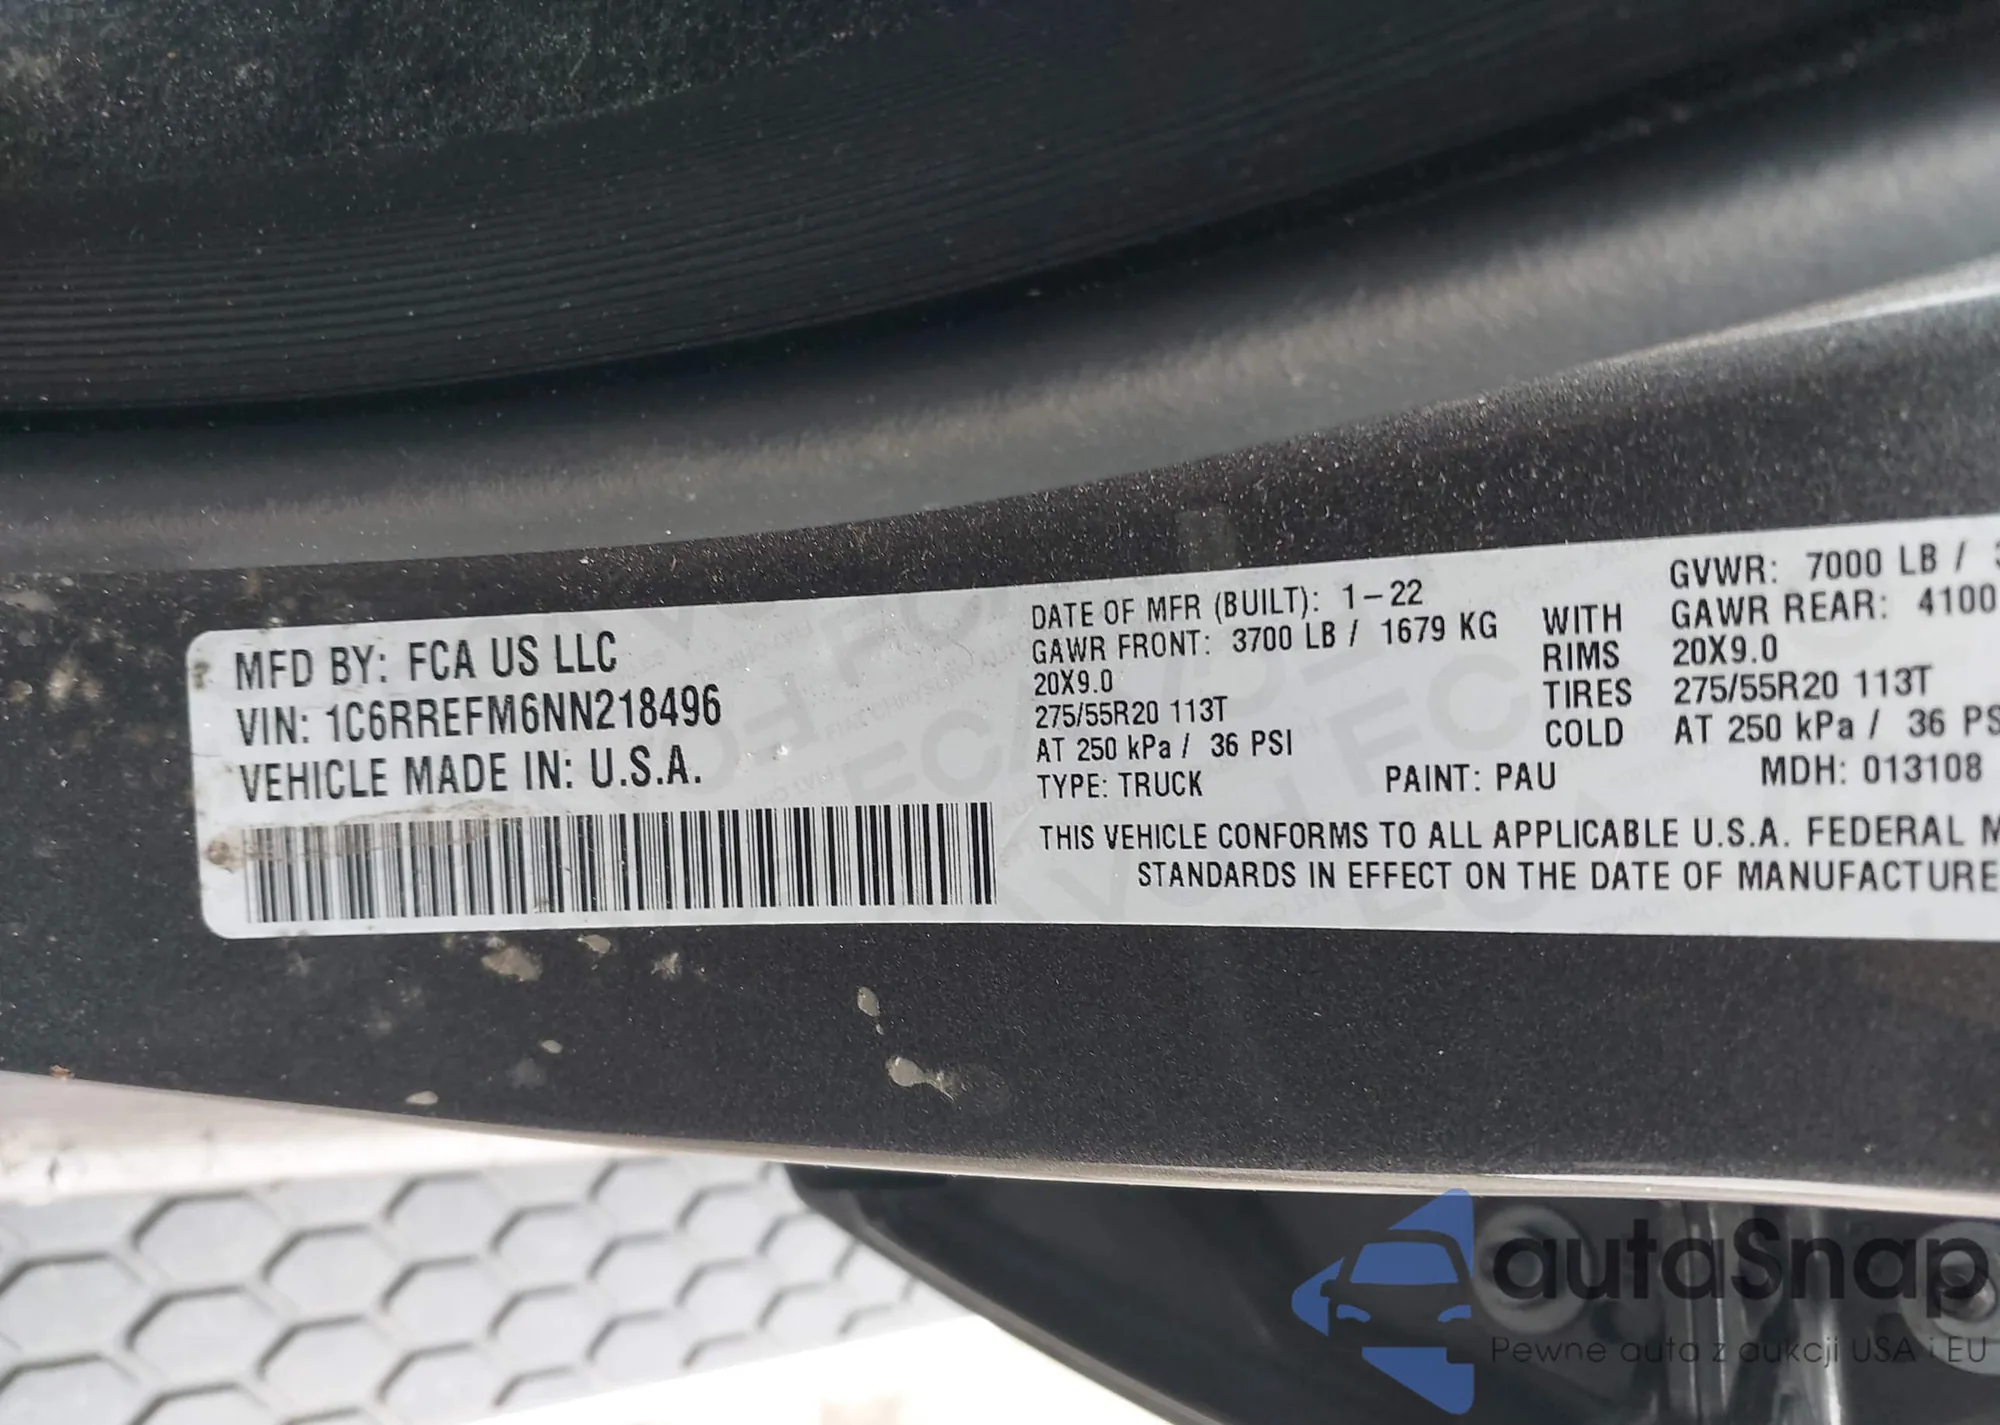 MFD BY: FCA US LLC
VIN: 1C6RREFM6NN218496
VEHICLE MADE IN: U.S.A.
DATE OF MFR (BUILT): 1-22
GVWR: 7000 LB /
GAWR FRONT: 3700 LB / 1679 KG WITH GAWR REAR: 4100
20X9.0 RIMS 20X9.0
275/55R20 113T TIRES 275/55R20 113T
AT 250 kPa / 36 PSI COLD AT 250 kPa / 36 PS
TYPE: TRUCK PAINT: PAU MDH: 013108
THIS VEHICLE CONFORMS TO ALL APPLICABLE U.S.A. FEDERAL M
STANDARDS IN EFFECT ON THE DATE OF MANUFACTURE
autaSnap
Pewne auta z aukcji USA i EU